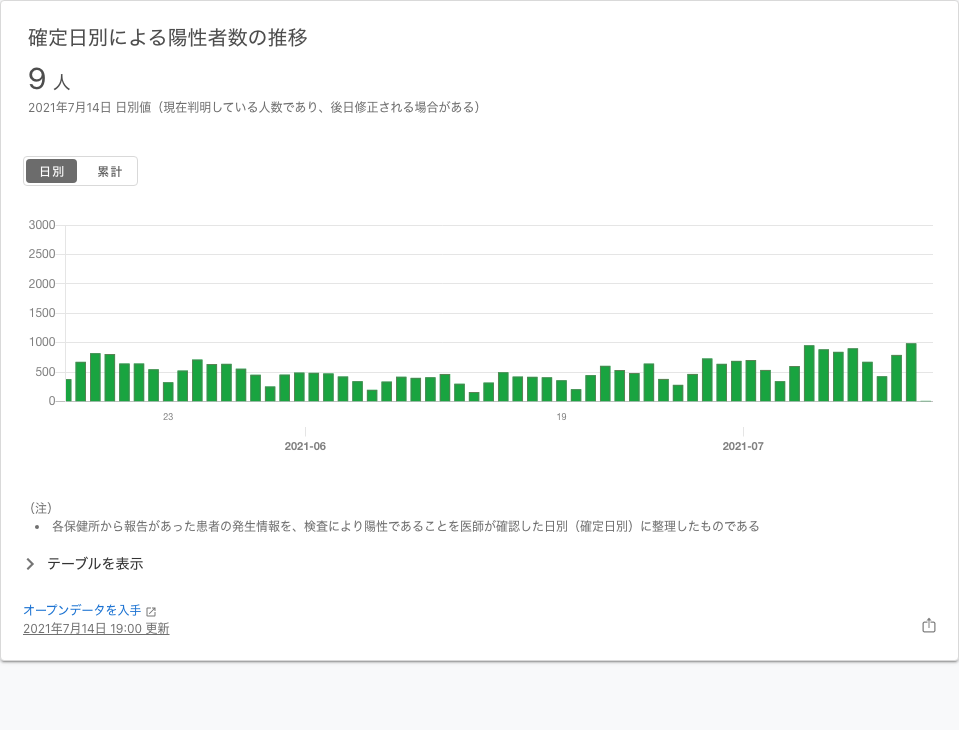 確定日別による陽性者数の推移
9 人
2021年7月14日 日別値（現在判明している人数であり、後日修正される場合がある）
日別 累計
3000
2500
2000
1500
1000
500
0
23 19
2021-06 2021-07
（注）
• 各保健所から報告があった患者の発生情報を、検査により陽性であることを医師が確認した日別（確定日別）に整理したものである
テーブルを表示
オープンデータを入手
2021年7月14日 19:00 更新